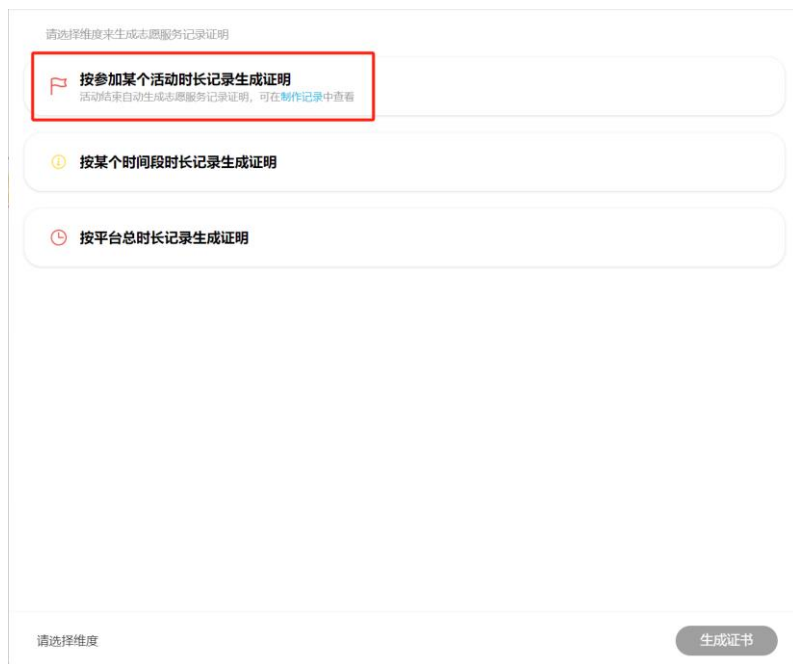 请选择维度来生成志愿服务记录证明
按参加某个活动时长记录生成证明
活动结束自动生成志愿服务记录证明，可在制作记录中查看
按某个时间段时长记录生成证明
按平台总时长记录生成证明
请选择维度
生成证书